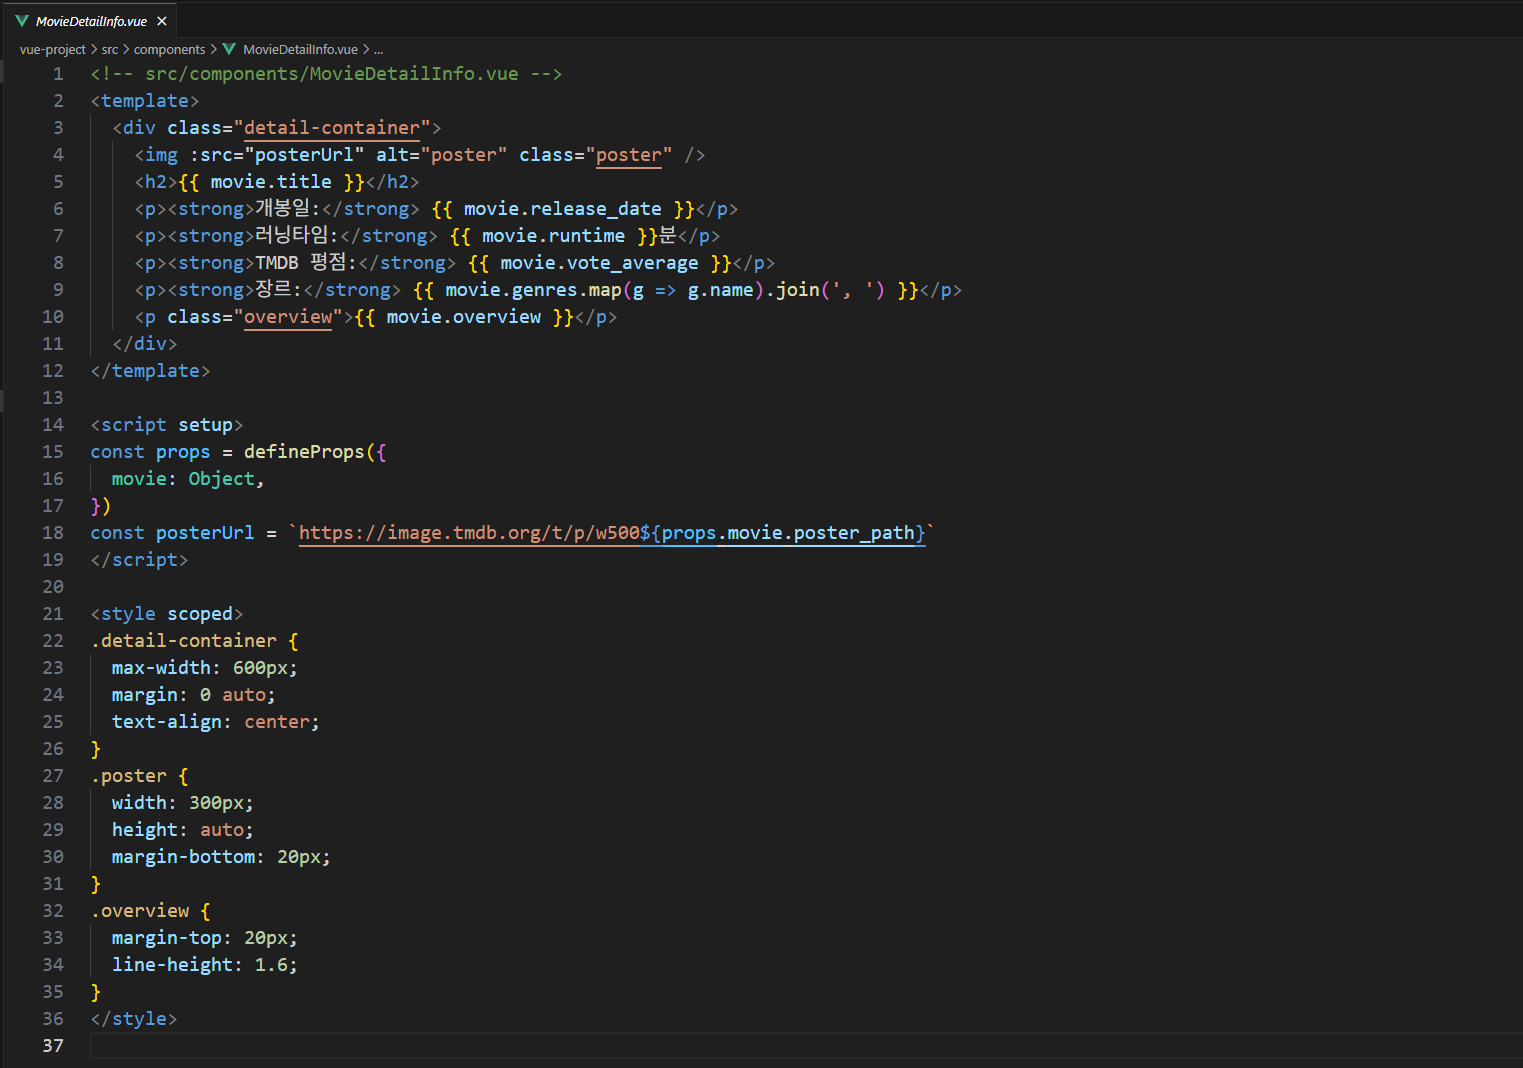 MovieDetailInfo.vue ×
vue-project > src > components > MovieDetailInfo.vue > ...
1 <!-- src/components/MovieDetailInfo.vue -->
2 <template>
3   <div class="detail-container">
4     <img :src="posterUrl" alt="poster" class="poster" />
5     <h2>{{ movie.title }}</h2>
6     <p><strong>개봉일:</strong> {{ movie.release_date }}</p>
7     <p><strong>러닝타임:</strong> {{ movie.runtime }}분</p>
8     <p><strong>TMDB 평점:</strong> {{ movie.vote_average }}</p>
9     <p><strong>장르:</strong> {{ movie.genres.map(g => g.name).join(', ') }}</p>
10     <p class="overview">{{ movie.overview }}</p>
11   </div>
12 </template>
13
14 <script setup>
15 const props = defineProps({
16   movie: Object,
17 })
18 const posterUrl = `https://image.tmdb.org/t/p/w500${props.movie.poster_path}`
19 </script>
20
21 <style scoped>
22 .detail-container {
23   max-width: 600px;
24   margin: 0 auto;
25   text-align: center;
26 }
27 .poster {
28   width: 300px;
29   height: auto;
30   margin-bottom: 20px;
31 }
32 .overview {
33   margin-top: 20px;
34   line-height: 1.6;
35 }
36 </style>
37